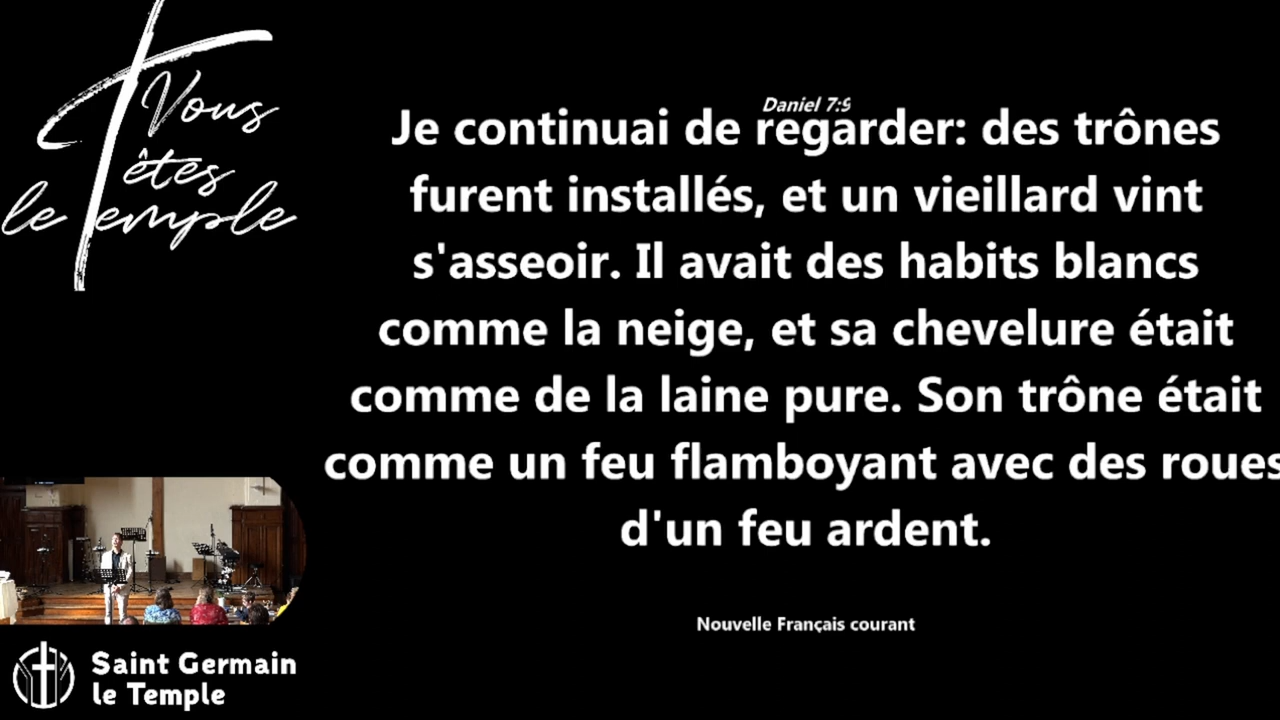 Vous
êtes
le Temple
Daniel 7:9
Je continuai de regarder: des trônes
furent installés, et un vieillard vint
s'asseoir. Il avait des habits blancs
comme la neige, et sa chevelure était
comme de la laine pure. Son trône était
comme un feu flamboyant avec des roues
d'un feu ardent.
Nouvelle Français courant
Saint Germain
le Temple